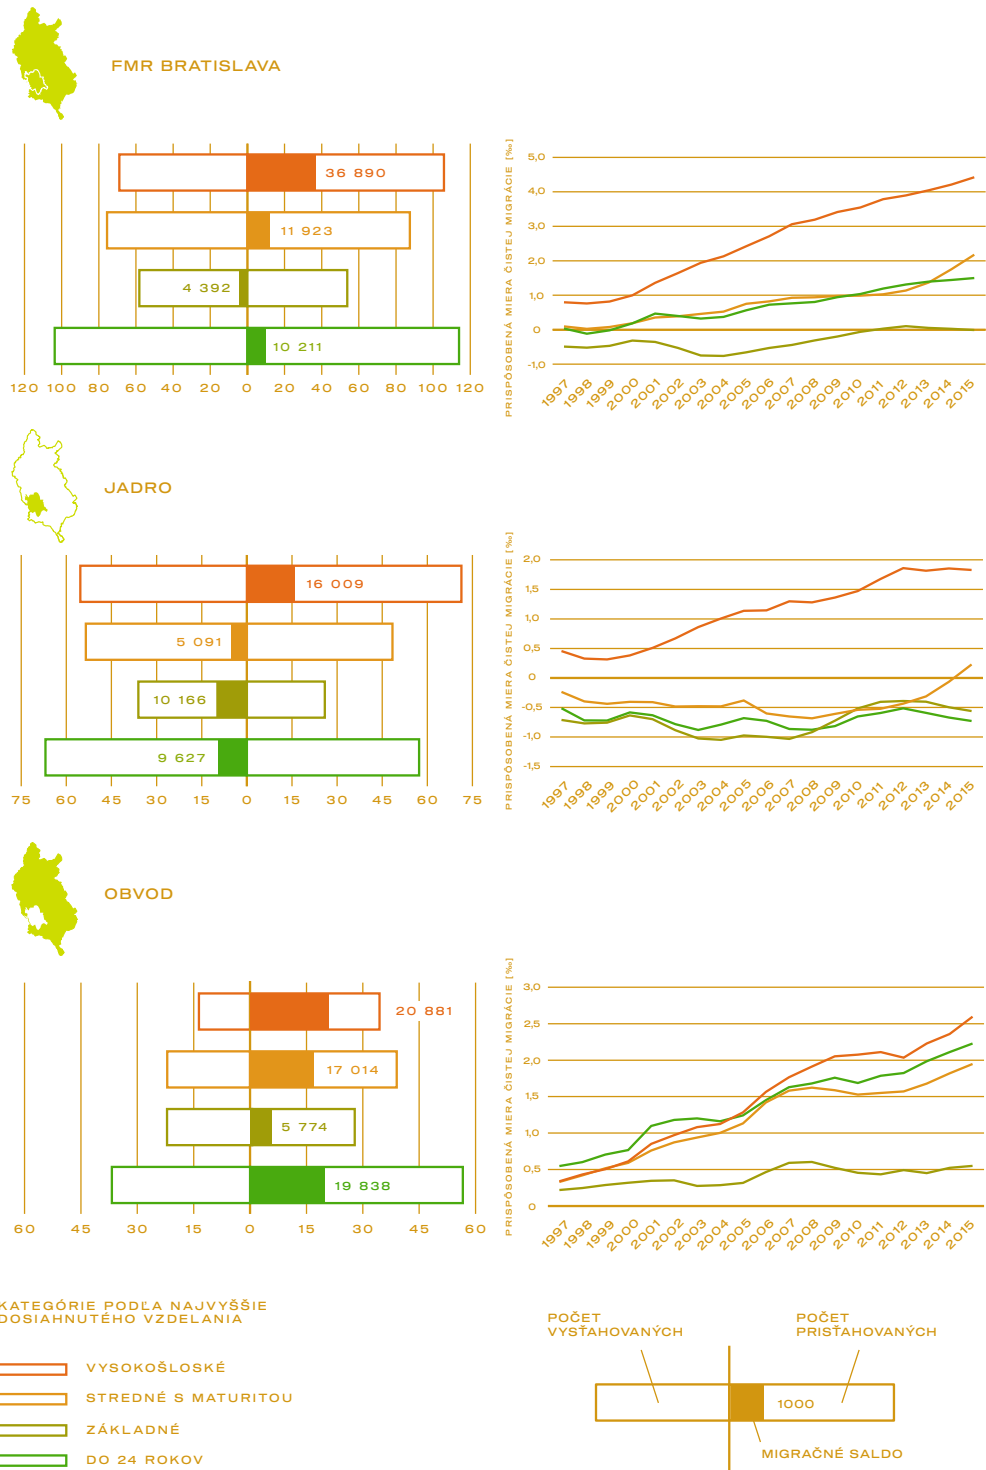 FMR BRATISLAVA
36 890
11 923
4 392
10 211
120 100 80 60 40 20 0 20 40 60 80 100 120
PRISPÔSOBENÁ MIERA ČISTEJ MIGRÁCIE [‰]
5,0
4,0
3,0
2,0
1,0
0
-1,0
1997 1998 1999 2000 2001 2002 2003 2004 2005 2006 2007 2008 2009 2010 2011 2012 2013 2014 2015
JADRO
16 009
5 091
10 166
9 627
75 60 45 30 15 0 15 30 45 60 75
PRISPÔSOBENÁ MIERA ČISTEJ MIGRÁCIE [‰]
2,0
1,5
1,0
0,5
0
-0,5
-1,0
-1,5
1997 1998 1999 2000 2001 2002 2003 2004 2005 2006 2007 2008 2009 2010 2011 2012 2013 2014 2015
OBVOD
20 881
17 014
5 774
19 838
60 45 30 15 0 15 30 45 60
PRISPÔSOBENÁ MIERA ČISTEJ MIGRÁCIE [‰]
3,0
2,5
2,0
1,5
1,0
0,5
0
1997 1998 1999 2000 2001 2002 2003 2004 2005 2006 2007 2008 2009 2010 2011 2012 2013 2014 2015
KATEGÓRIE PODĽA NAJVYŠŠIE
DOSIAHNUTÉHO VZDELANIA
VYSOKOŠLOSKÉ
STREDNÉ S MATURITOU
ZÁKLADNÉ
DO 24 ROKOV
POČET
VYSŤAHOVANÝCH
POČET
PRISŤAHOVANÝCH
1000
MIGRAČNÉ SALDO